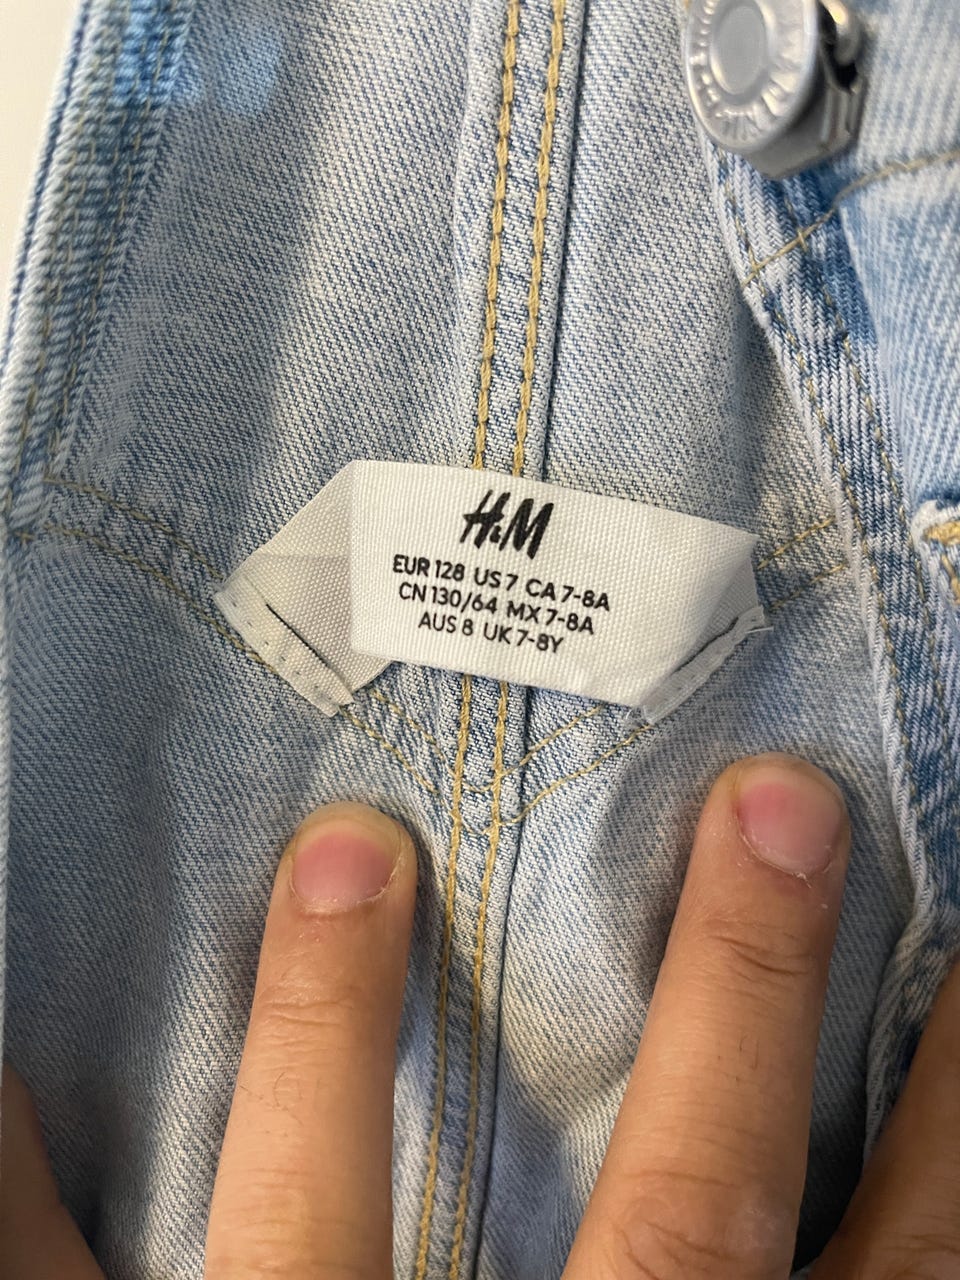 H&M
EUR 128 US 7 CA 7-8A
CN 130/64 MX 7-8A
AUS 8 UK 7-8Y